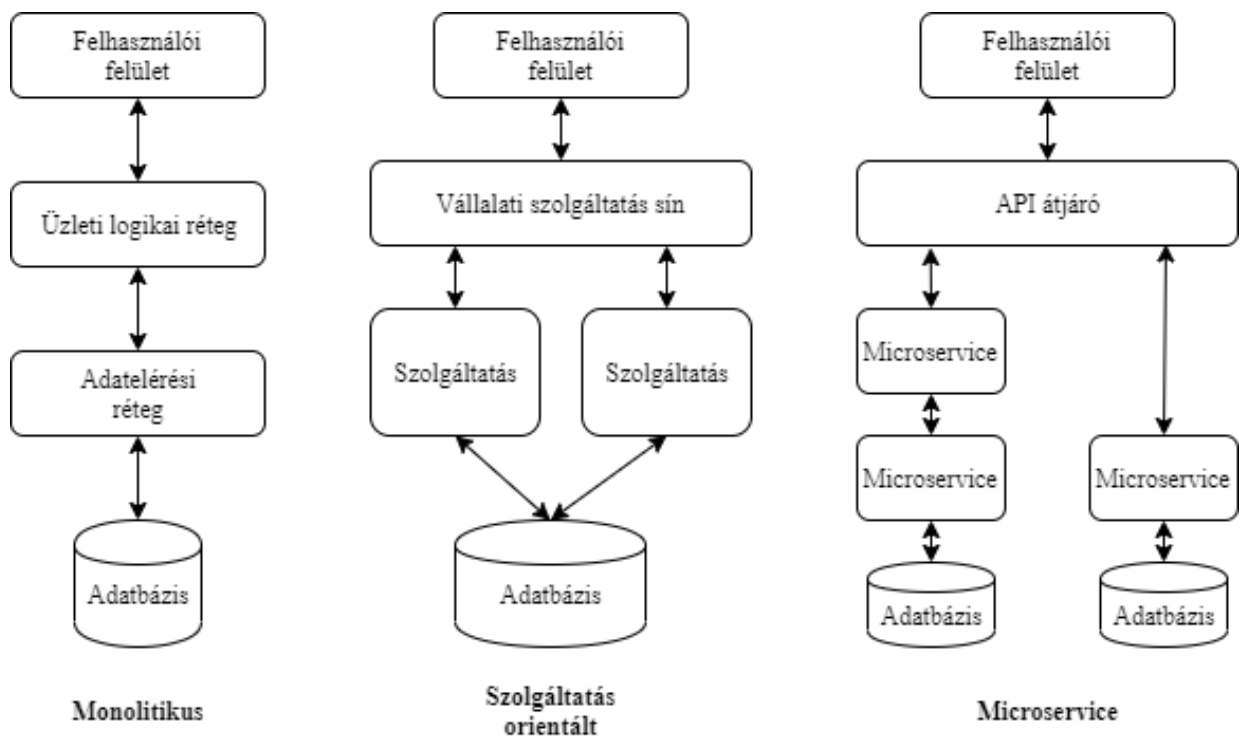 Felhasználói
felület
Üzleti logikai réteg
Adatelérési
réteg
Adatbázis
Monolitikus
Felhasználói
felület
Vállalati szolgáltatás sín
Szolgáltatás
Szolgáltatás
Adatbázis
Szolgáltatás
orientált
Felhasználói
felület
API átjáró
Microservice
Microservice
Microservice
Adatbázis
Adatbázis
Microservice